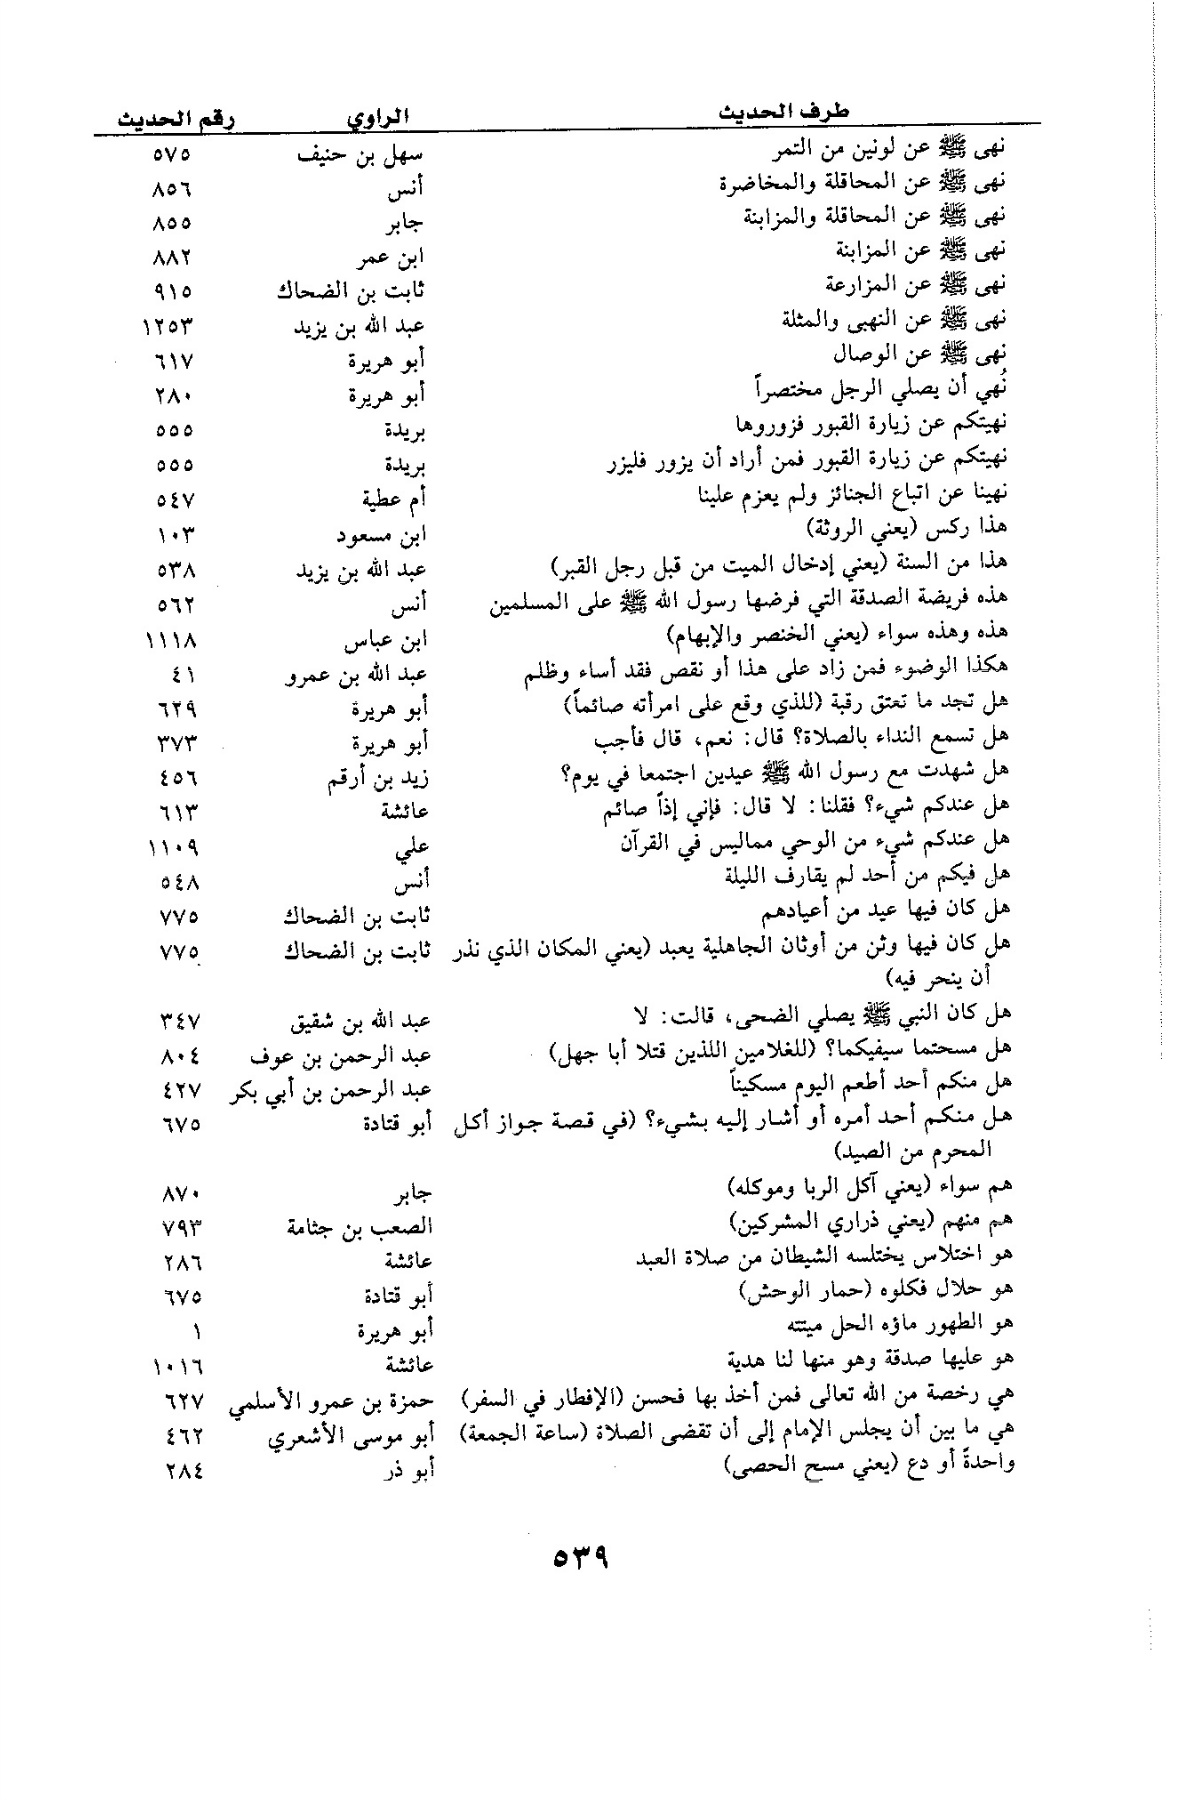 طرف الحديث الراوي رقم الحديث
نهى ﷺ عن لونين من التمر سهل بن حنيف ٥٧٥
نهى ﷺ عن المحاقلة والمخاضرة أنس ٨٥٦
نهى ﷺ عن المحاقلة والمزابنة جابر ٨٥٥
نهى ﷺ عن المزابنة ابن عمر ٨٨٢
نهى ﷺ عن المزارعة ثابت بن الضحاك ٩١٥
نهى ﷺ عن النهبى والمثلة عبد الله بن يزيد ١٢٥٣
نهى ﷺ عن الوصال أبو هريرة ٦١٧
نُهي أن يصلي الرجل مختصراً أبو هريرة ٢٨٠
نهيتكم عن زيارة القبور فزوروها بريدة ٥٥٥
نهيتكم عن زيارة القبور فمن أراد أن يزور فليزر بريدة ٥٥٥
نهينا عن اتباع الجنائز ولم يعزم علينا أم عطية ٥٤٧
هذا ركس (يعني الروثة) ابن مسعود ١٠٣
هذا من السنة (يعني إدخال الميت من قبل رجل القبر) عبد الله بن يزيد ٥٣٨
هذه فريضة الصدقة التي فرضها رسول الله ﷺ على المسلمين أنس ٥٦٢
هذه وهذه سواء (يعني الخنصر والإبهام) ابن عباس ١١١٨
هكذا الوضوء فمن زاد على هذا أو نقص فقد أساء وظلم عبد الله بن عمرو ٤١
هل تجد ما تعتق رقبة (للذي وقع على امرأته صائماً) أبو هريرة ٦٢٩
هل تسمع النداء بالصلاة؟ قال: نعم، قال فأجب أبو هريرة ٣٧٣
هل شهدت مع رسول الله ﷺ عيدين اجتمعا في يوم؟ زيد بن أرقم ٤٥٦
هل عندكم شيء؟ فقلنا: لا قال: فإني إذاً صائم عائشة ٦١٣
هل عندكم شيء من الوحي مماليس في القرآن علي ١١٠٩
هل فيكم من أحد لم يقارف الليلة أنس ٥٤٨
هل كان فيها عيد من أعيادهم ثابت بن الضحاك ٧٧٥
هل كان فيها وثن من أوثان الجاهلية يعبد (يعني المكان الذي نذر ثابت بن الضحاك ٧٧٥
أن ينحر فيه)
هل كان النبي ﷺ يصلي الضحى، قالت: لا عبد الله بن شقيق ٣٤٧
هل مسحتما سيفيكما؟ (للغلامين اللذين قتلا أبا جهل) عبد الرحمن بن عوف ٨٠٤
هل منكم أحد أطعم اليوم مسكيناً عبد الرحمن بن أبي بكر ٤٢٧
هل منكم أحد أمره أو أشار إليه بشيء؟ (في قصة جواز أكل أبو قتادة ٦٧٥
المحرم من الصيد)
هم سواء (يعني آكل الربا وموكله) جابر ٨٧٠
هم منهم (يعني ذراري المشركين) الصعب بن جثامة ٧٩٣
هو اختلاس يختلسه الشيطان من صلاة العبد عائشة ٢٨٦
هو حلال فكلوه (حمار الوحش) أبو قتادة ٦٧٥
هو الطهور ماؤه الحل ميتته أبو هريرة ١
هو عليها صدقة وهو منها لنا هدية عائشة ١٠١٦
هي رخصة من الله تعالى فمن أخذ بها فحسن (الإفطار في السفر) حمزة بن عمرو الأسلمي ٦٢٧
هي ما بين أن يجلس الإمام إلى أن تقضى الصلاة (ساعة الجمعة) أبو موسى الأشعري ٤٦٢
واحدةً أو دع (يعني مسح الحصى) أبو ذر ٢٨٤
٥٣٩